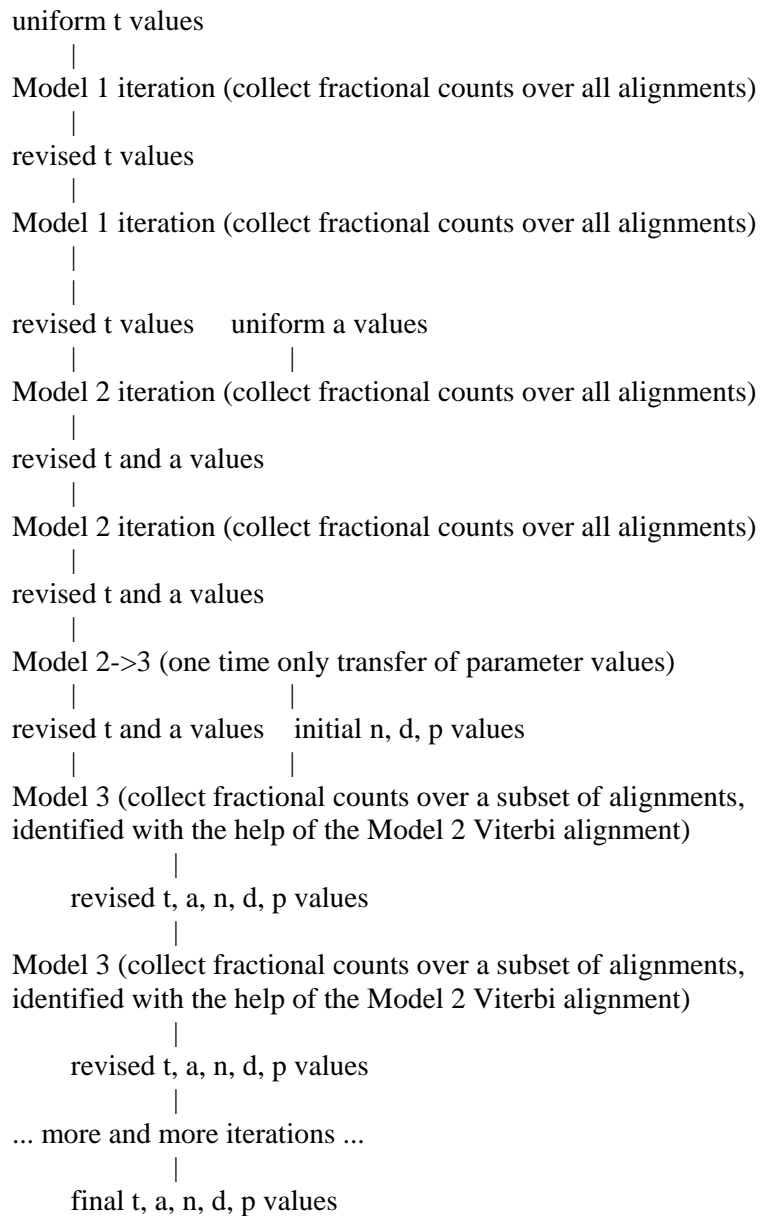 uniform t values
|
Model 1 iteration (collect fractional counts over all alignments)
|
revised t values
|
Model 1 iteration (collect fractional counts over all alignments)
|
|
revised t values uniform a values
| |
Model 2 iteration (collect fractional counts over all alignments)
|
revised t and a values
|
Model 2 iteration (collect fractional counts over all alignments)
|
revised t and a values
|
Model 2->3 (one time only transfer of parameter values)
| |
revised t and a values initial n, d, p values
| |
Model 3 (collect fractional counts over a subset of alignments,
identified with the help of the Model 2 Viterbi alignment)
|
revised t, a, n, d, p values
|
Model 3 (collect fractional counts over a subset of alignments,
identified with the help of the Model 2 Viterbi alignment)
|
revised t, a, n, d, p values
|
... more and more iterations ...
|
final t, a, n, d, p values